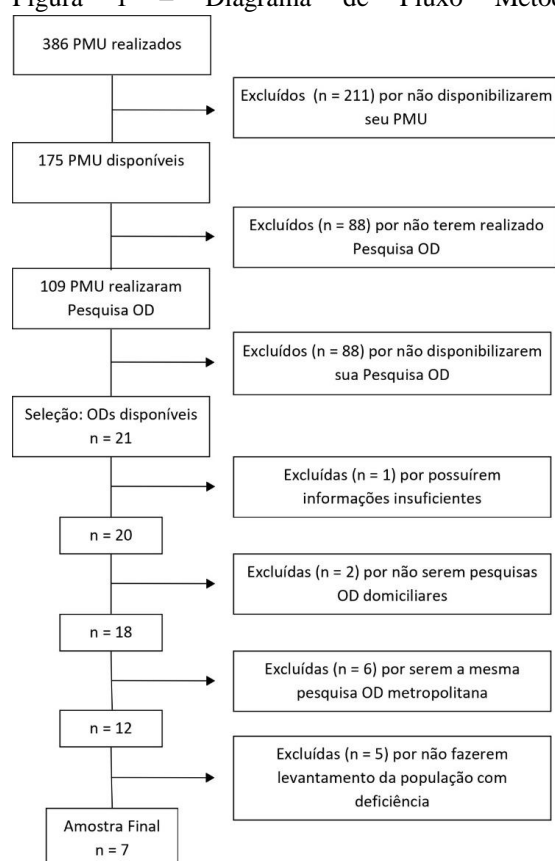 Figura 1 – Diagrama de Fluxo
386 PMU realizados
Excluídos (n = 211) por não disponibilizarem
seu PMU
175 PMU disponíveis
Excluídos (n = 88) por não terem realizado
Pesquisa OD
109 PMU realizaram
Pesquisa OD
Excluídos (n = 88) por não disponibilizarem
sua Pesquisa OD
Seleção: ODs disponíveis
n = 21
Excluídas (n = 1) por possuírem
informações insuficientes
n = 20
Excluídas (n = 2) por não serem pesquisas
OD domiciliares
n = 18
Excluídas (n = 6) por serem a mesma
pesquisa OD metropolitana
n = 12
Excluídas (n = 5) por não fazerem
levantamento da população com
deficiência
Amostra Final
n = 7